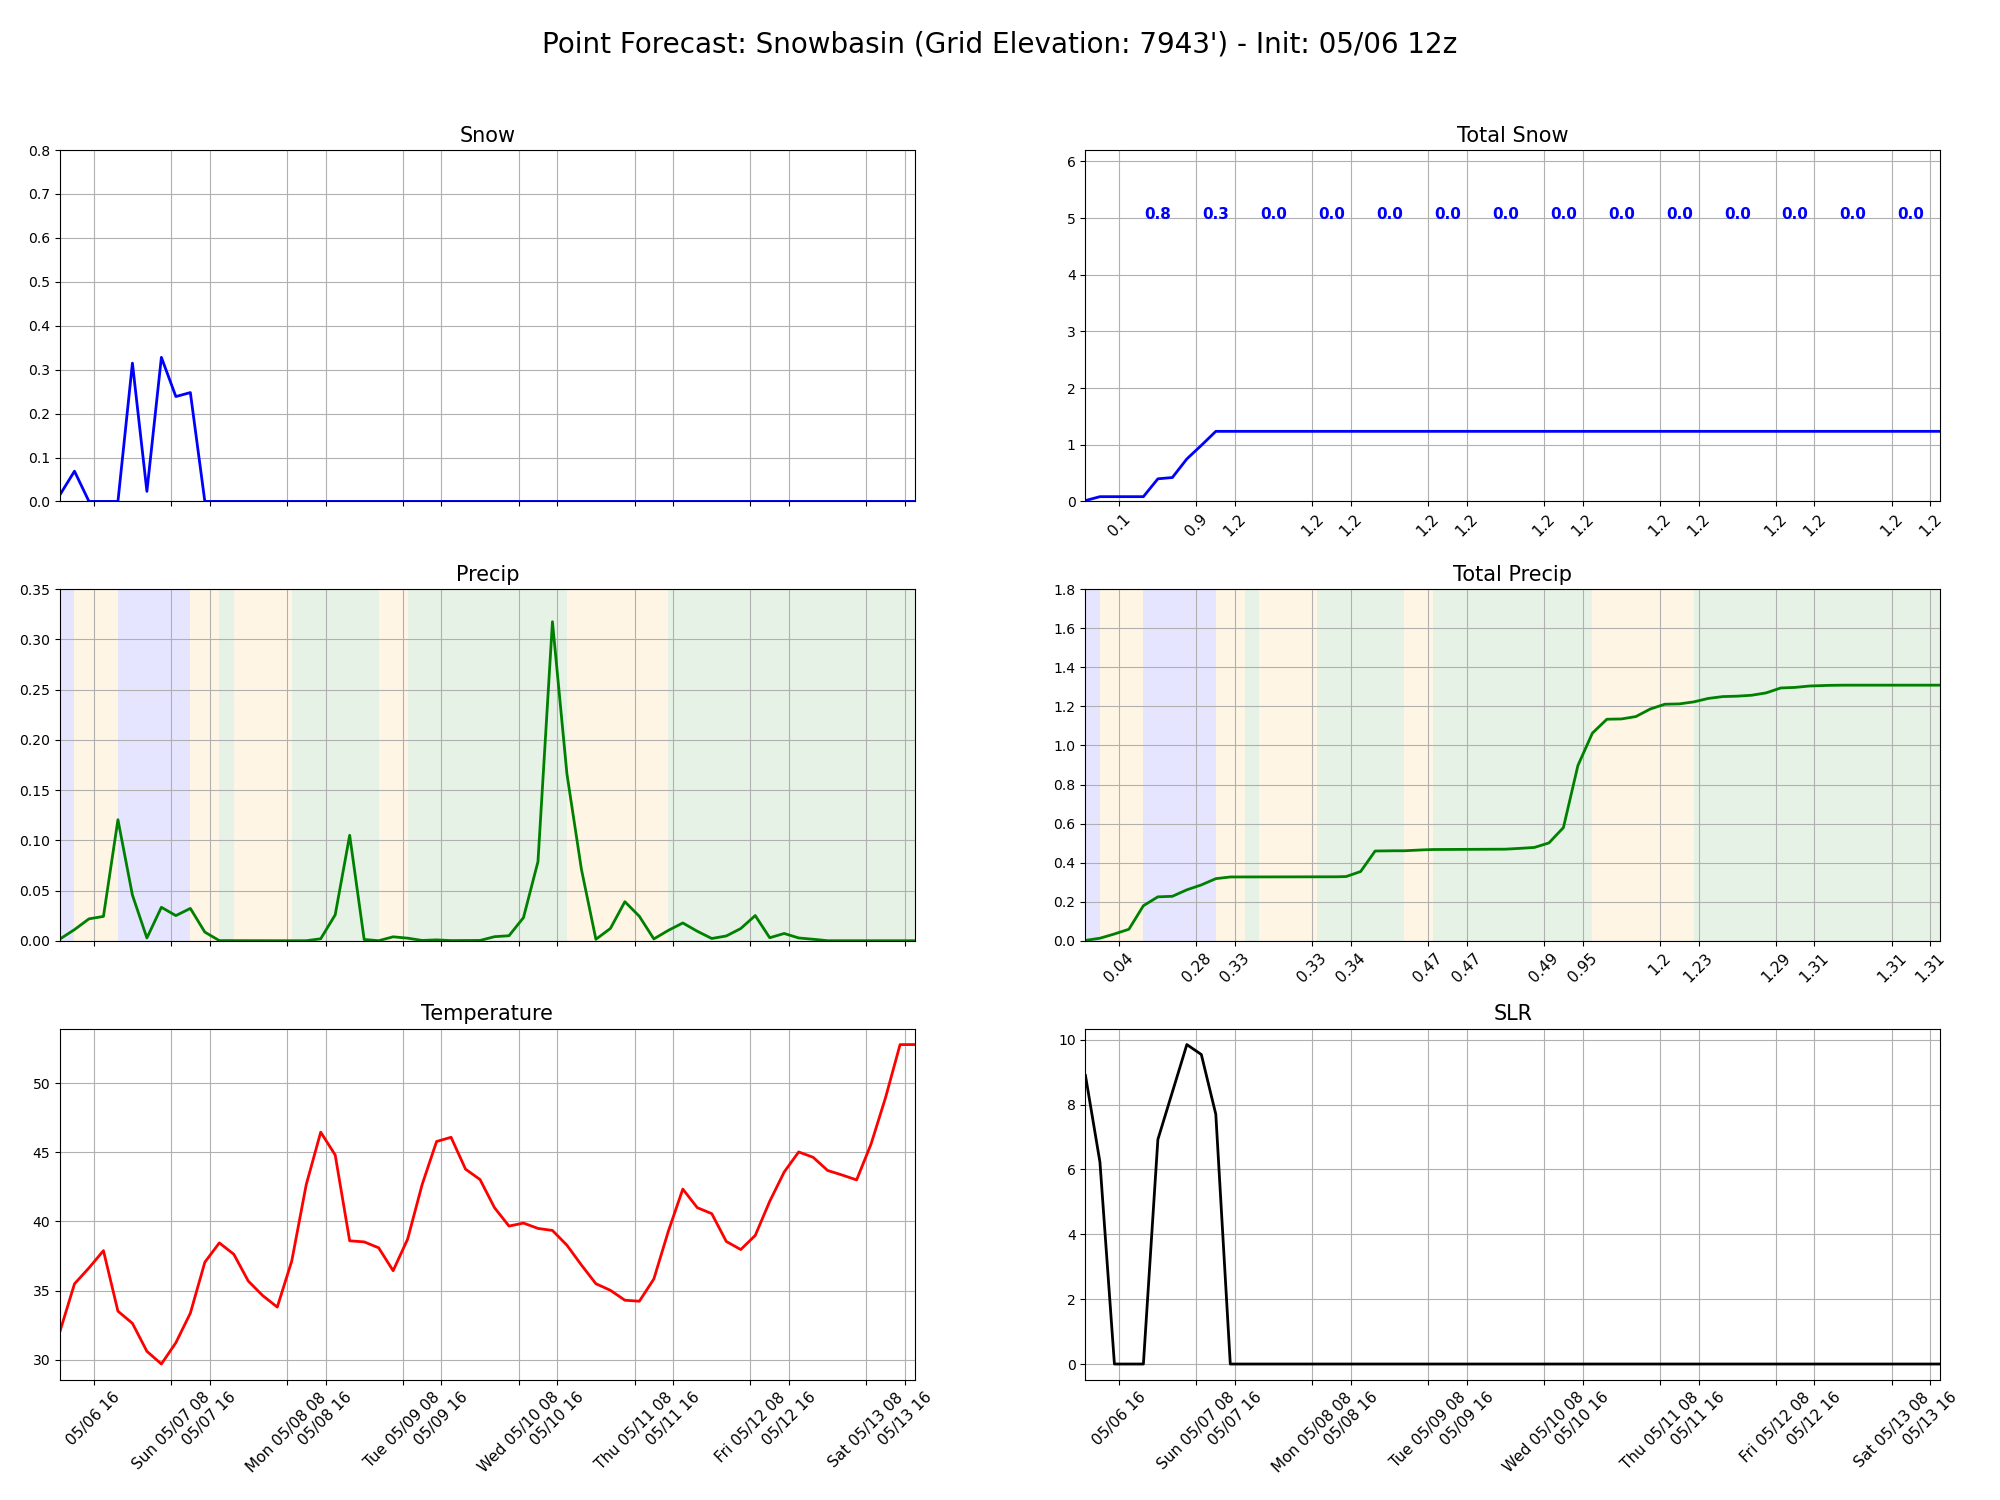 Point Forecast: Snowbasin (Grid Elevation: 7943') - Init: 05/06 12z
Snow
0.8
0.7
0.6
0.5
0.4
0.3
0.2
0.1
0.0
Total Snow
6
5
4
3
2
1
0
0.8 0.3 0.0 0.0 0.0 0.0 0.0 0.0 0.0 0.0 0.0 0.0 0.0 0.0
0.1 0.9 1.2 1.2 1.2 1.2 1.2 1.2 1.2 1.2 1.2 1.2 1.2 1.2 1.2
Precip
0.35
0.30
0.25
0.20
0.15
0.10
0.05
0.00
Total Precip
1.8
1.6
1.4
1.2
1.0
0.8
0.6
0.4
0.2
0.0
0.04 0.28 0.33 0.33 0.34 0.47 0.47 0.49 0.95 1.2 1.23 1.29 1.31 1.31 1.31
Temperature
50
45
40
35
30
05/06 16
Sun 05/07 08
05/07 16
Mon 05/08 08
05/08 16
Tue 05/09 08
05/09 16
Wed 05/10 08
05/10 16
Thu 05/11 08
05/11 16
Fri 05/12 08
05/12 16
Sat 05/13 08
05/13 16
SLR
10
8
6
4
2
0
05/06 16
Sun 05/07 08
05/07 16
Mon 05/08 08
05/08 16
Tue 05/09 08
05/09 16
Wed 05/10 08
05/10 16
Thu 05/11 08
05/11 16
Fri 05/12 08
05/12 16
Sat 05/13 08
05/13 16